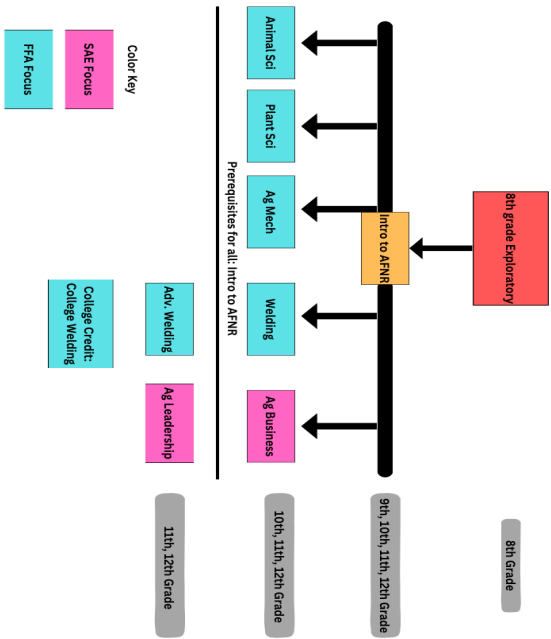 8th grade Exploratory
8th Grade
Intro to AFNR
9th, 10th, 11th, 12th Grade
Animal Sci
Plant Sci
Ag Mech
Welding
Ag Business
10th, 11th, 12th Grade
Prerequisites for all: Intro to AFNR
Adv. Welding
Ag Leadership
11th, 12th Grade
College Credit:
College Welding
Color Key
SAE Focus
FFA Focus